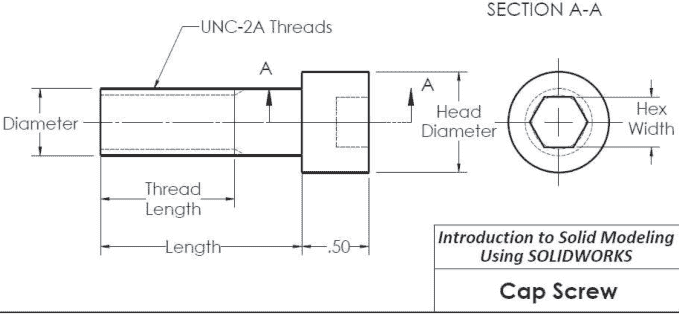 SECTION A-A
UNC-2A Threads
A
A
Diameter
Head
Diameter
Hex
Width
Thread
Length
Length
.50
Introduction to Solid Modeling
Using SOLIDWORKS
Cap Screw